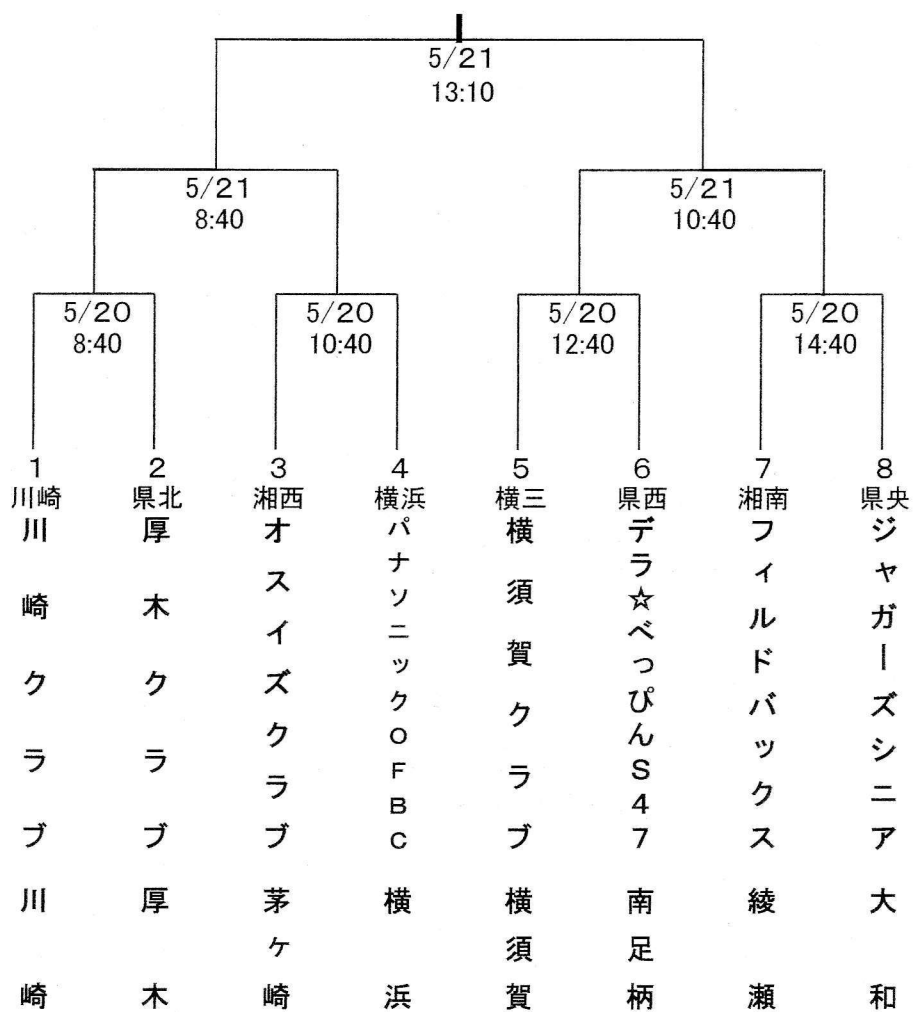 5/21
13:10
5/21
8:40
5/21
10:40
5/20
8:40
5/20
10:40
5/20
12:40
5/20
14:40
1
川崎
川崎クラブ
川崎
2
県北
厚木クラブ
厚木
3
湘西
オスイズクラブ
茅ケ崎
4
横浜
パナソニックOFBC
横浜
5
横三
横須賀クラブ
横須賀
6
県西
デラ☆べっぴんS47
南足柄
7
湘南
フィルドバックス
綾瀬
8
県央
ジャガーズシニア
大和